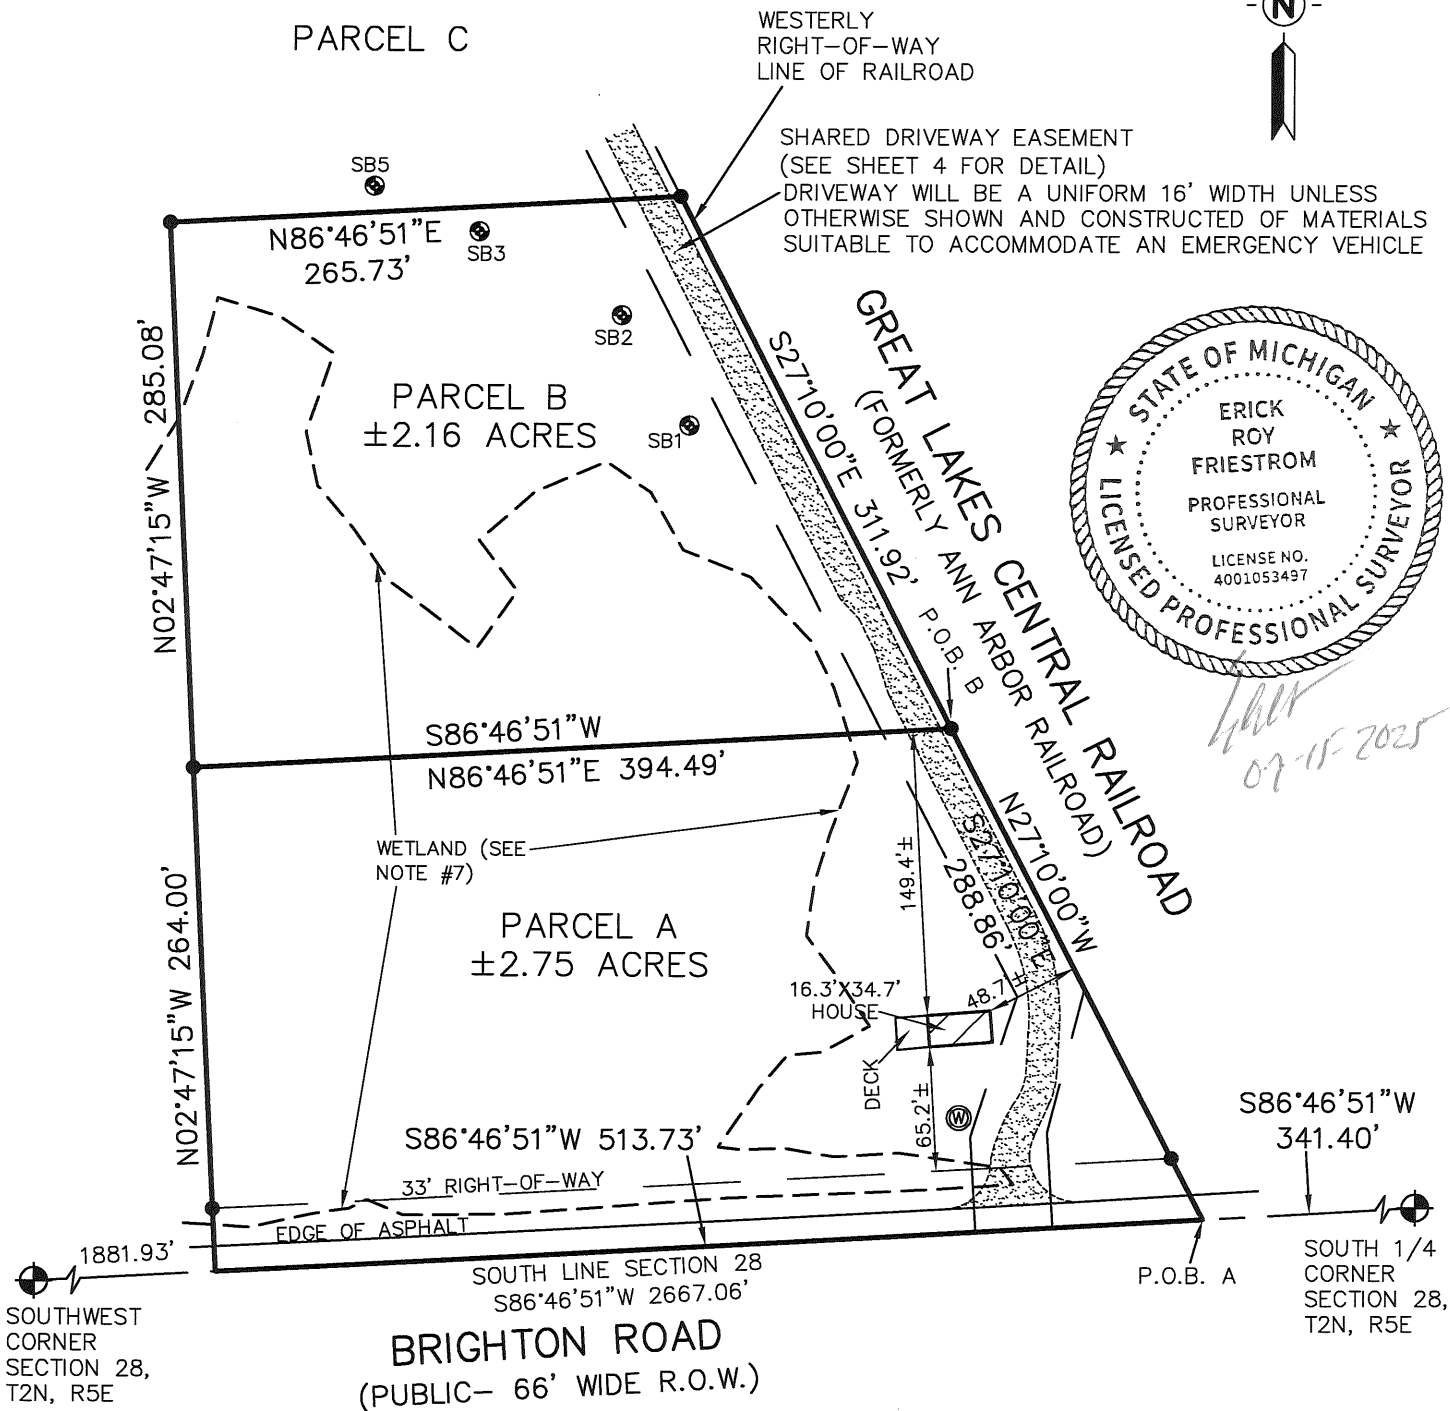 PARCEL C
WESTERLY
RIGHT-OF-WAY
LINE OF RAILROAD
-N-
SHARED DRIVEWAY EASEMENT
(SEE SHEET 4 FOR DETAIL)
DRIVEWAY WILL BE A UNIFORM 16' WIDTH UNLESS
OTHERWISE SHOWN AND CONSTRUCTED OF MATERIALS
SUITABLE TO ACCOMMODATE AN EMERGENCY VEHICLE
SB5
N86°46'51"E
265.73'
SB3
SB2
SB1
N02°47'15"W 285.08'
PARCEL B
±2.16 ACRES
S27°10'00"E 311.92'
GREAT LAKES CENTRAL RAILROAD
(FORMERLY ANN ARBOR RAILROAD)
P.O.B. B
STATE OF MICHIGAN
ERICK
ROY
FRIESTROM
PROFESSIONAL
SURVEYOR
LICENSE NO.
4001053497
LICENSED PROFESSIONAL SURVEYOR
07-15-2025
S86°46'51"W
N86°46'51"E 394.49'
WETLAND (SEE
NOTE #7)
N02°47'15"W 264.00'
PARCEL A
±2.75 ACRES
149.4'±
S27°10'00"E
288.86'
N27°10'00"W
16.3'X34.7'
HOUSE
48.7'±
DECK
65.2'±
W
S86°46'51"W 513.73'
33' RIGHT-OF-WAY
EDGE OF ASPHALT
S86°46'51"W
341.40'
1881.93'
SOUTH LINE SECTION 28
S86°46'51"W 2667.06'
P.O.B. A
SOUTHWEST
CORNER
SECTION 28,
T2N, R5E
SOUTH 1/4
CORNER
SECTION 28,
T2N, R5E
BRIGHTON ROAD
(PUBLIC- 66' WIDE R.O.W.)